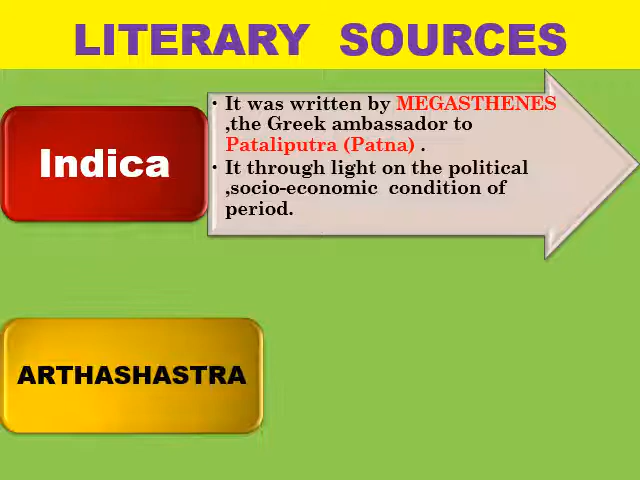 LITERARY SOURCES
Indica
• It was written by MEGASTHENES
,the Greek ambassador to
Pataliputra (Patna) .
• It through light on the political
,socio-economic condition of
period.
ARTHASHASTRA